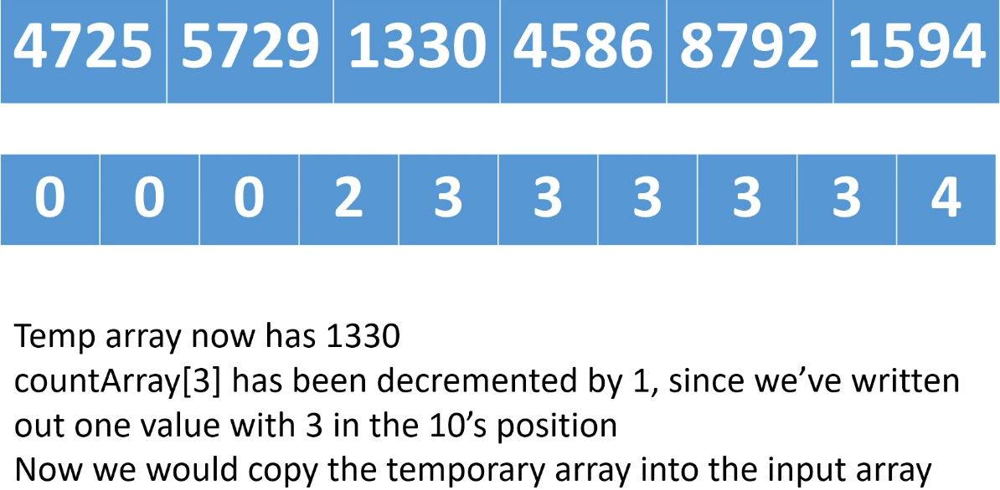 4725 5729 1330 4586 8792 1594
0 0 0 2 3 3 3 3 3 4
Temp array now has 1330
countArray[3] has been decremented by 1, since we’ve written
out one value with 3 in the 10’s position
Now we would copy the temporary array into the input array